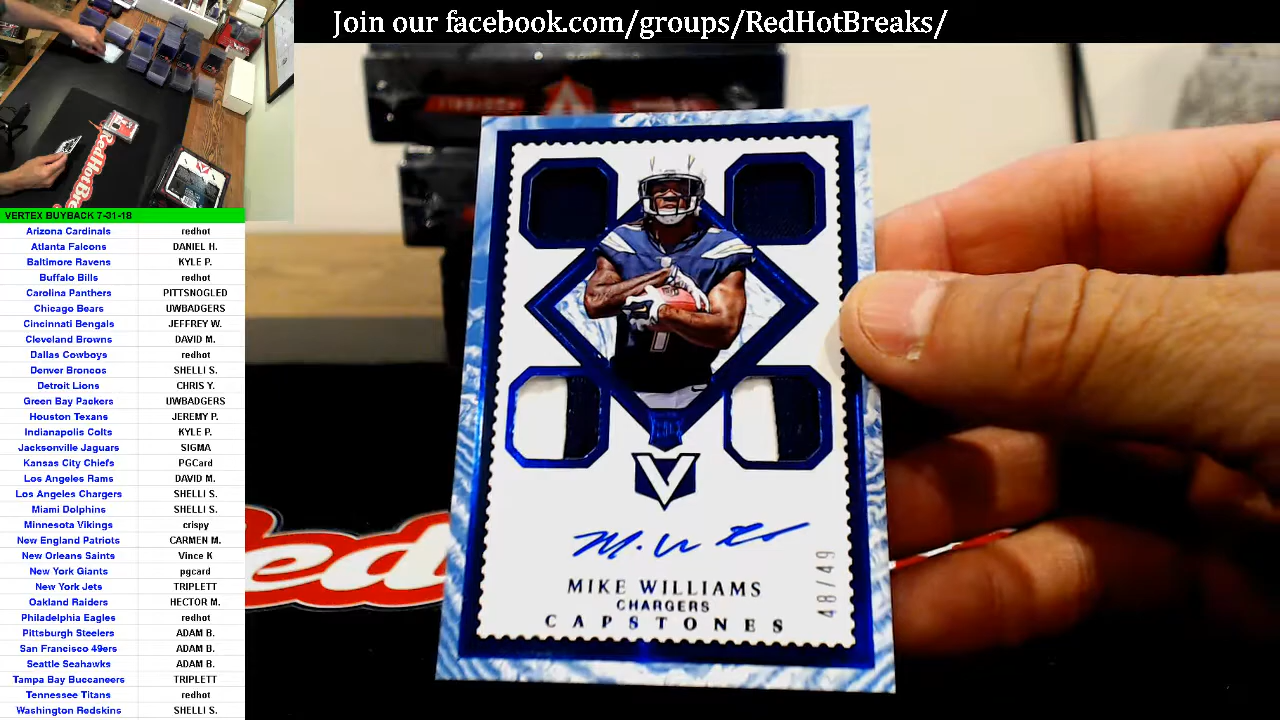 Join our facebook.com/groups/RedHotBreaks/
VERTEX BUYBACK 7-31-18
Arizona Cardinals redhot
Atlanta Falcons DANIEL H.
Baltimore Ravens KYLE P.
Buffalo Bills redhot
Carolina Panthers PITTSNOGLED
Chicago Bears UWBADGERS
Cincinnati Bengals JEFFREY W.
Cleveland Browns DAVID M.
Dallas Cowboys redhot
Denver Broncos SHELLI S.
Detroit Lions CHRIS Y.
Green Bay Packers UWBADGERS
Houston Texans JEREMY P.
Indianapolis Colts KYLE P.
Jacksonville Jaguars SIGMA
Kansas City Chiefs PGCard
Los Angeles Rams DAVID M.
Los Angeles Chargers SHELLI S.
Miami Dolphins SHELLI S.
Minnesota Vikings crispy
New England Patriots CARMEN M.
New Orleans Saints Vince K
New York Giants pgcard
New York Jets TRIPLETT
Oakland Raiders HECTOR M.
Philadelphia Eagles redhot
Pittsburgh Steelers ADAM B.
San Francisco 49ers ADAM B.
Seattle Seahawks ADAM B.
Tampa Bay Buccaneers TRIPLETT
Tennessee Titans redhot
Washington Redskins SHELLI S.
RedHotBreaks
V
MIKE WILLIAMS
CHARGERS
CAPSTONES
48/49
Red